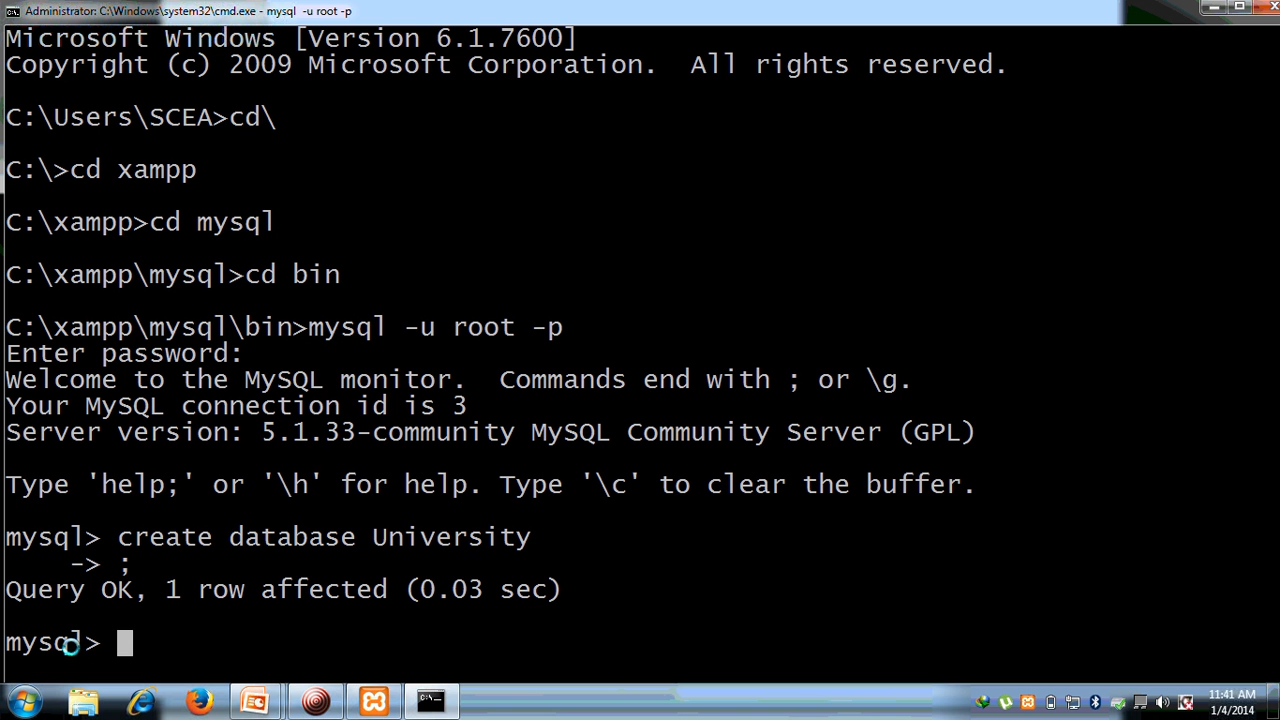 Administrator: C:\Windows\system32\cmd.exe - mysql -u root -p
Microsoft Windows [Version 6.1.7600]
Copyright (c) 2009 Microsoft Corporation.  All rights reserved.
C:\Users\SCEA>cd\
C:\>cd xampp
C:\xampp>cd mysql
C:\xampp\mysql>cd bin
C:\xampp\mysql\bin>mysql -u root -p
Enter password:
Welcome to the MySQL monitor.  Commands end with ; or \g.
Your MySQL connection id is 3
Server version: 5.1.33-community MySQL Community Server (GPL)
Type 'help;' or '\h' for help. Type '\c' to clear the buffer.
mysql> create database University
    -> ;
Query OK, 1 row affected (0.03 sec)
mysql>
11:41 AM
1/4/2014